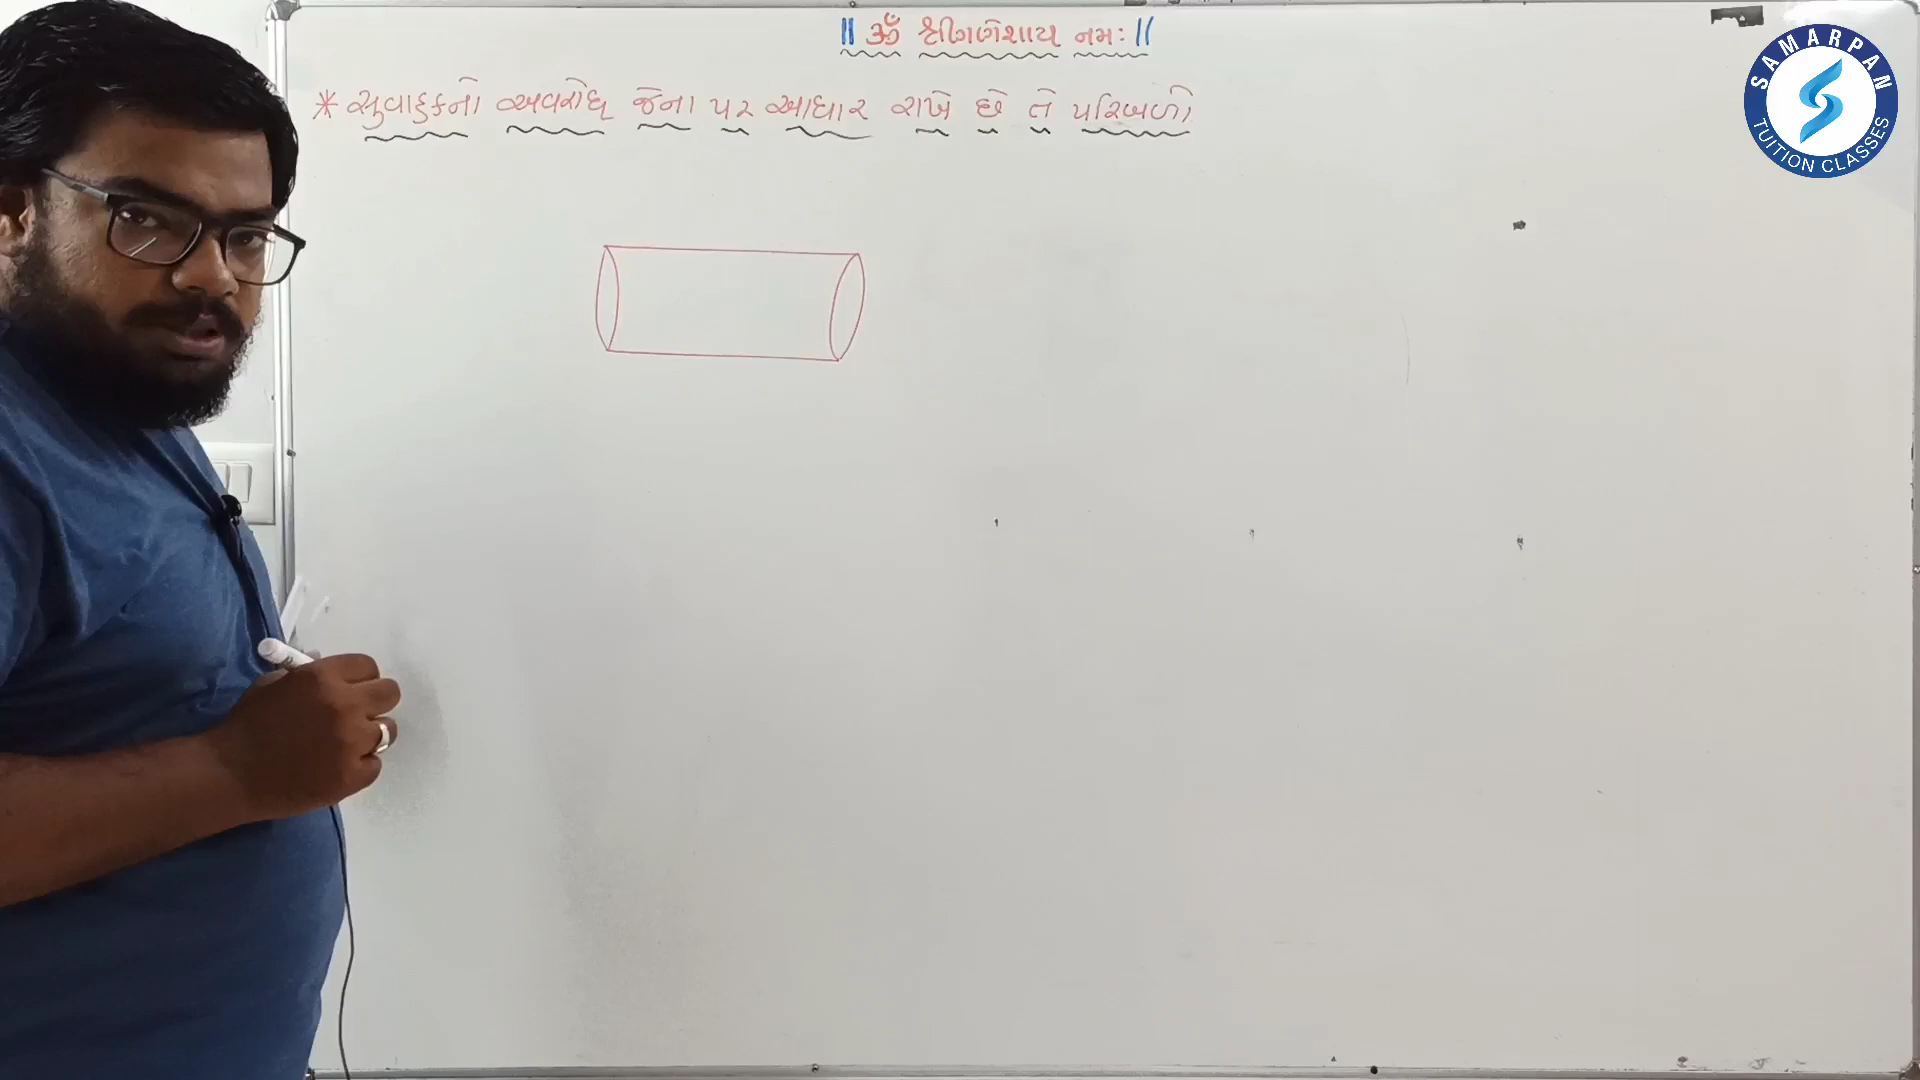 || ૐ શ્રીગણેશાય નમઃ ||
* સુવાહકનો અવરોધ જેના પર આધાર રાખે છે તે પરિબળો
SAMARPAN
TUITION CLASSES